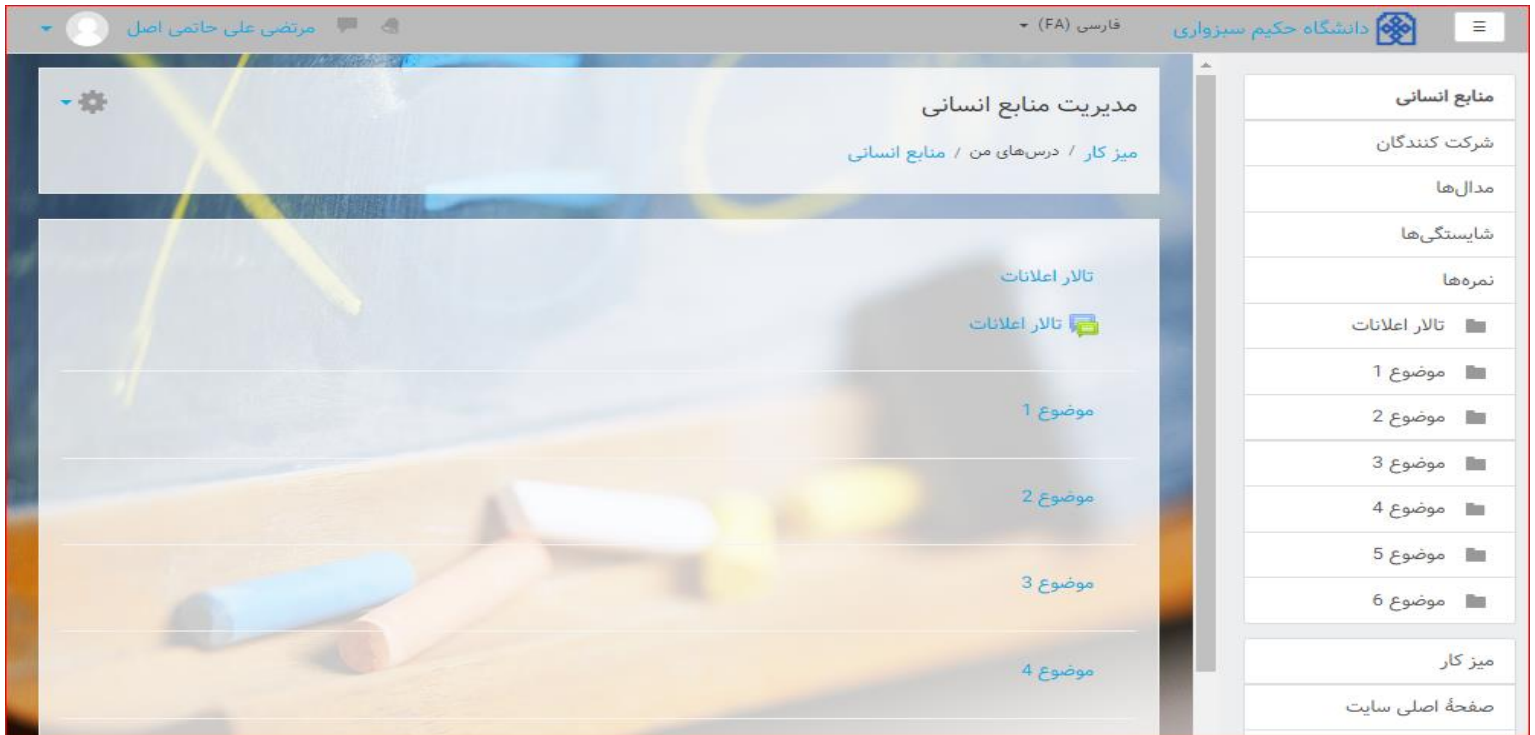 دانشگاه حکیم سبزواری
فارسی (FA)
مرتضی علی حاتمی اصل
منابع انسانی
شرکت کنندگان
مدال‌ها
شایستگی‌ها
نمره‌ها
تالار اعلانات
موضوع 1
موضوع 2
موضوع 3
موضوع 4
موضوع 5
موضوع 6
میز کار
صفحهٔ اصلی سایت
مدیریت منابع انسانی
میز کار / درس‌های من / منابع انسانی
تالار اعلانات
تالار اعلانات
موضوع 1
موضوع 2
موضوع 3
موضوع 4